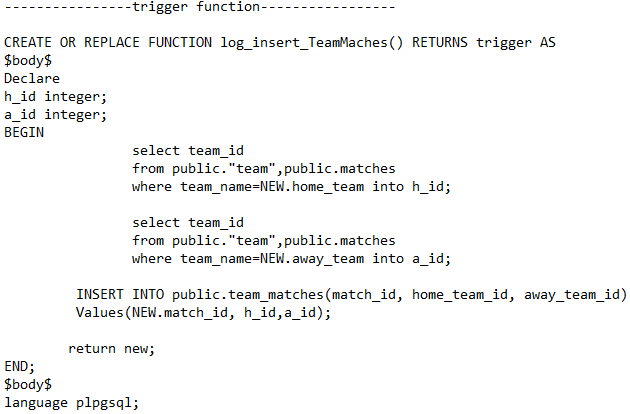 ----------------trigger function-----------------
CREATE OR REPLACE FUNCTION log_insert_TeamMaches() RETURNS trigger AS
$body$
Declare
h_id integer;
a_id integer;
BEGIN
select team_id
from public."team",public.matches
where team_name=NEW.home_team into h_id;
select team_id
from public."team",public.matches
where team_name=NEW.away_team into a_id;
INSERT INTO public.team_matches(match_id, home_team_id, away_team_id)
Values(NEW.match_id, h_id,a_id);
return new;
END;
$body$
language plpgsql;